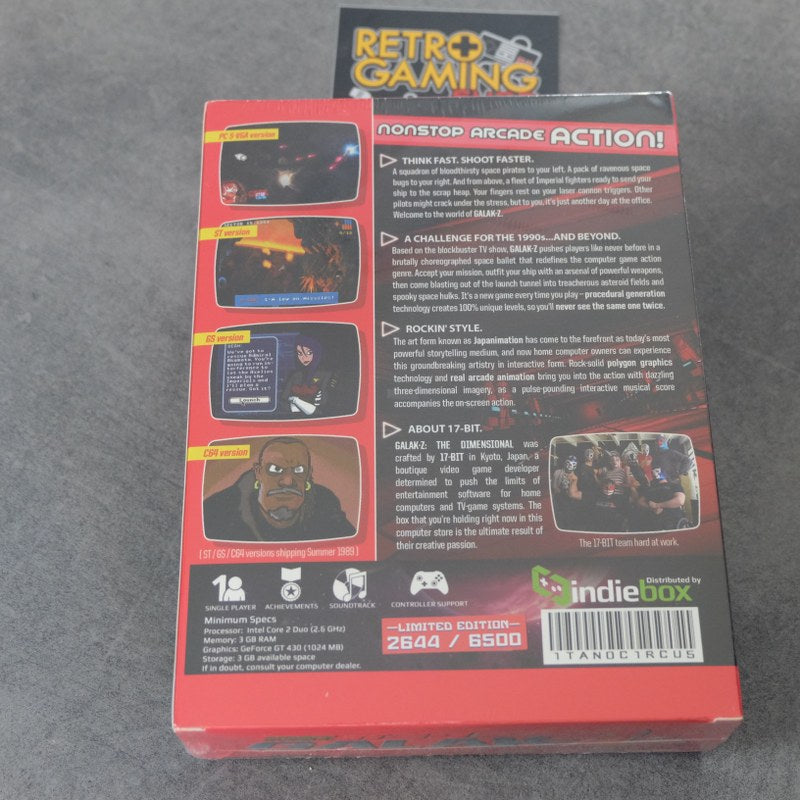 RETRO
GAMING
NONSTOP ARCADE ACTION!
PC-S-VGA version
ST version
I'm low on missiles!
GS version
We've got to
rescue Admiral
Launch
C64 version
[ ST / GS / C64 versions shipping Summer 1989 ]
THINK FAST. SHOOT FASTER.
A squadron of bloodthirsty space pirates to your left. A pack of ravenous space
bugs to your right. And from above, a fleet of Imperial fighters ready to send your
ship to the scrap heap. Your fingers rest on your laser cannon triggers. Other
pilots might crack under the stress, but to you, it's just another day at the office.
Welcome to the world of GALAK-Z.
A CHALLENGE FOR THE 1990s...AND BEYOND.
Based on the blockbuster TV show, GALAK-Z pushes players like never before in a
brutally choreographed space ballet that redefines the computer game action
genre. Accept your mission, outfit your ship with an arsenal of powerful weapons,
then come blasting out of the launch tunnel into treacherous asteroid fields and
spooky space hulks. It's a new game every time you play – procedural generation
technology creates 100% unique levels, so you'll never see the same one twice.
ROCKIN' STYLE.
The art form known as Japanimation has come to the forefront as today's most
powerful storytelling medium, and now home computer owners can experience
this groundbreaking artistry in interactive form. Rock-solid polygon graphics
technology and real arcade animation bring you into the action with dazzling
three-dimensional imagery, as a pulse-pounding interactive musical score
accompanies the on-screen action.
ABOUT 17-BIT.
GALAK-Z: THE DIMENSIONAL was
crafted by 17-BIT in Kyoto, Japan, a
boutique video game developer
determined to push the limits of
entertainment software for home
computers and TV-game systems. The
box that you're holding right now in this
computer store is the ultimate result of
their creative passion.
The 17-BIT team hard at work.
1
SINGLE PLAYER
ACHIEVEMENTS
SOUNDTRACK
CONTROLLER SUPPORT
Minimum Specs
Processor: Intel Core 2 Duo (2.6 GHz)
Memory: 3 GB RAM
Graphics: GeForce GT 430 (1024 MB)
Storage: 3 GB available space
If in doubt, consult your computer dealer.
—LIMITED EDITION—
2644 / 6500
Distributed by
indiebox
1TANOC1RCUS
GALAK